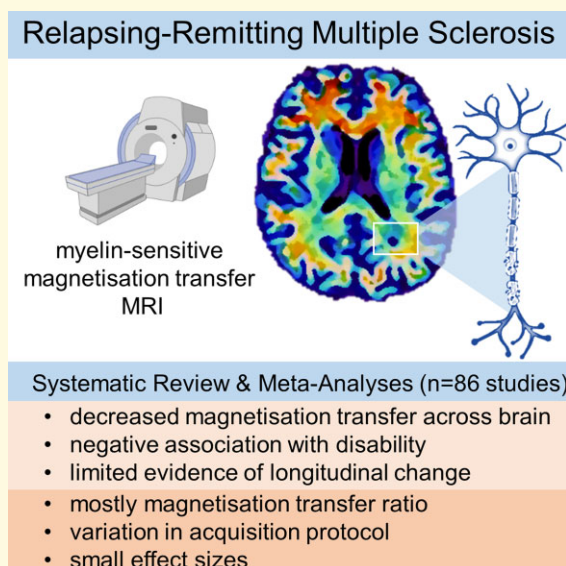 Relapsing-Remitting Multiple Sclerosis
myelin-sensitive
magnetisation transfer
MRI
Systematic Review & Meta-Analyses (n=86 studies)
• decreased magnetisation transfer across brain
• negative association with disability
• limited evidence of longitudinal change
• mostly magnetisation transfer ratio
• variation in acquisition protocol
• small effect sizes